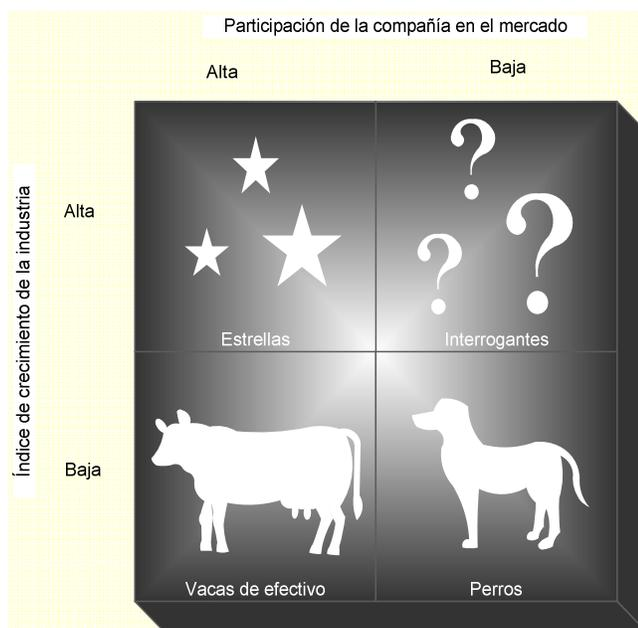 Participación de la compañía en el mercado
Alta
Baja
Índice de crecimiento de la industria
Alta
Estrellas
Interrogantes
Baja
Vacas de efectivo
Perros